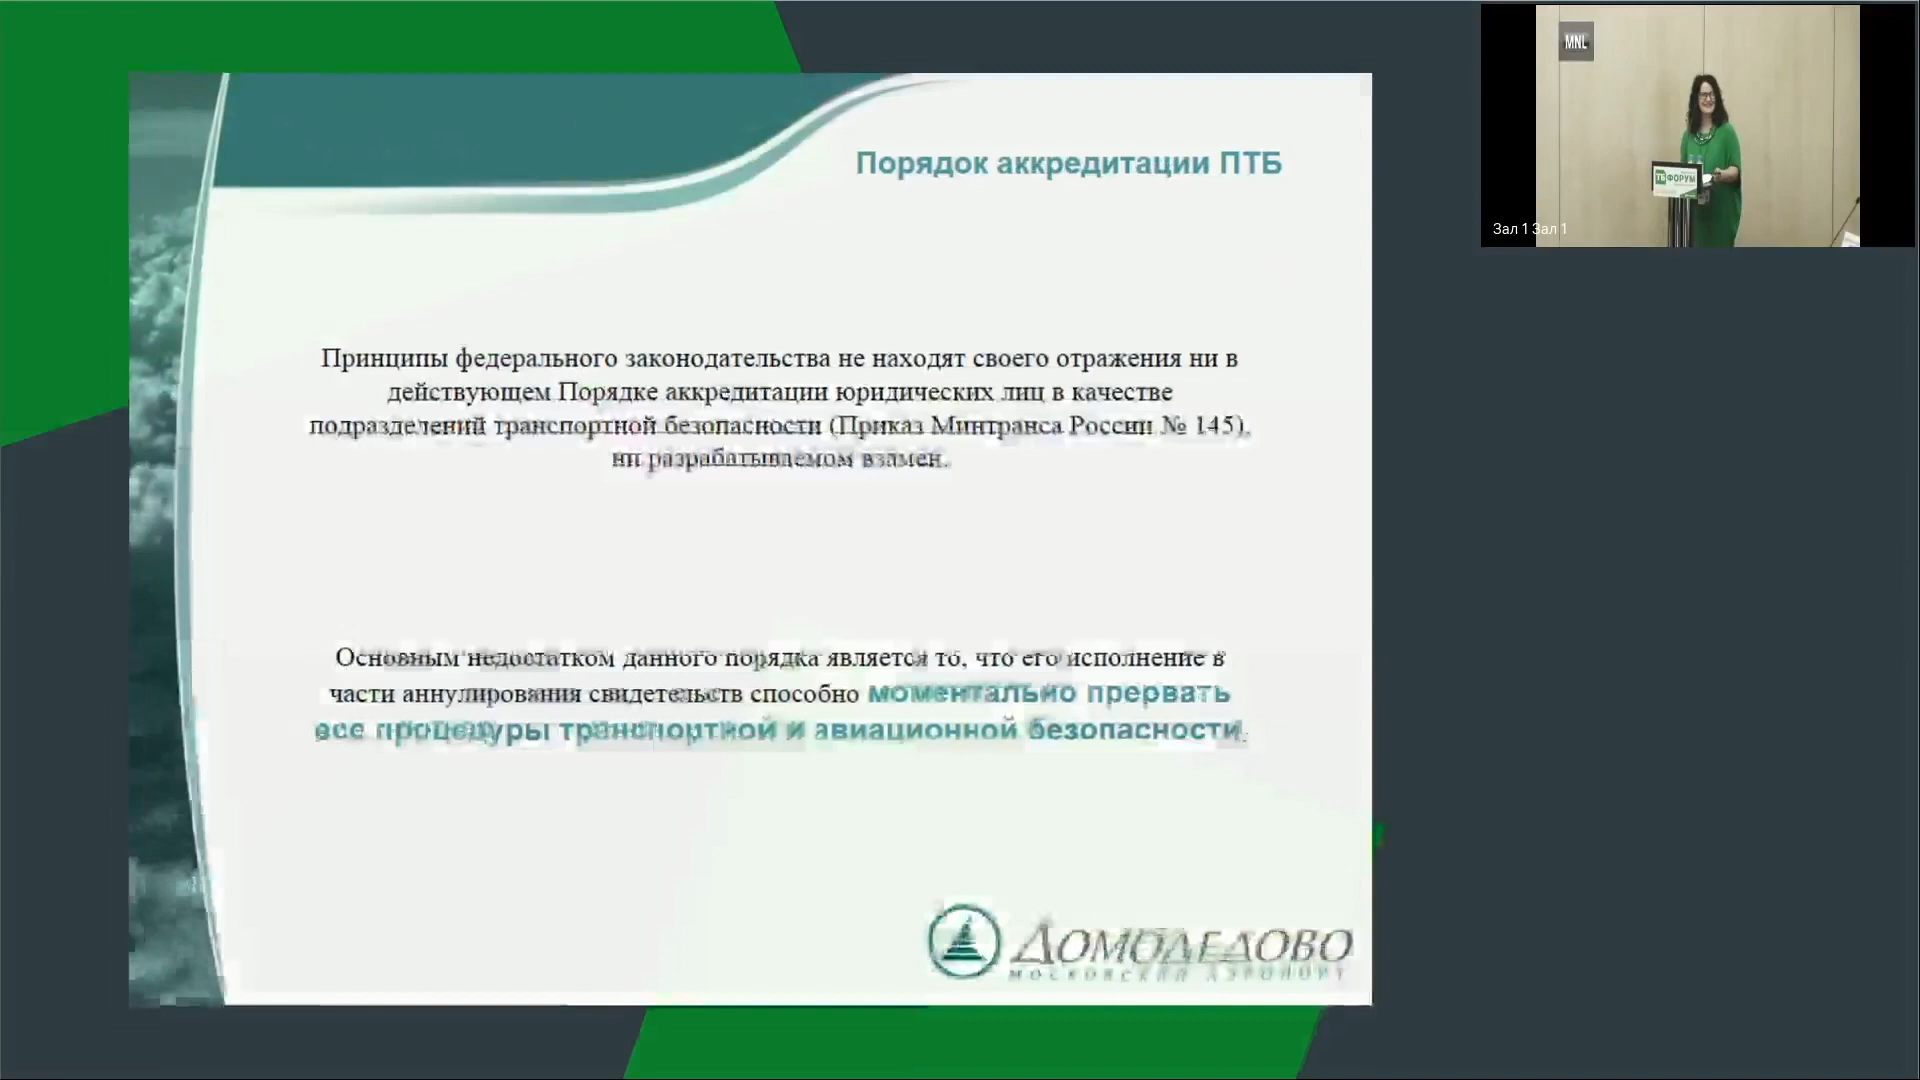 Порядок аккредитации ПТБ
Принципы федерального законодательства не находят своего отражения ни в
действующем Порядке аккредитации юридических лиц в качестве
подразделений транспортной безопасности (Приказ Минтранса России № 145),
ни разрабатываемом взамен.
Основным недостатком данного порядка является то, что его исполнение в
части аннулирования свидетельств способно моментально прервать
все процедуры транспортной и авиационной безопасности.
ДОМОДЕДОВО
МОСКОВСКИЙ АЭРОПОРТ
MNL
ТБ ФОРУМ
Зал 1 Зал 1